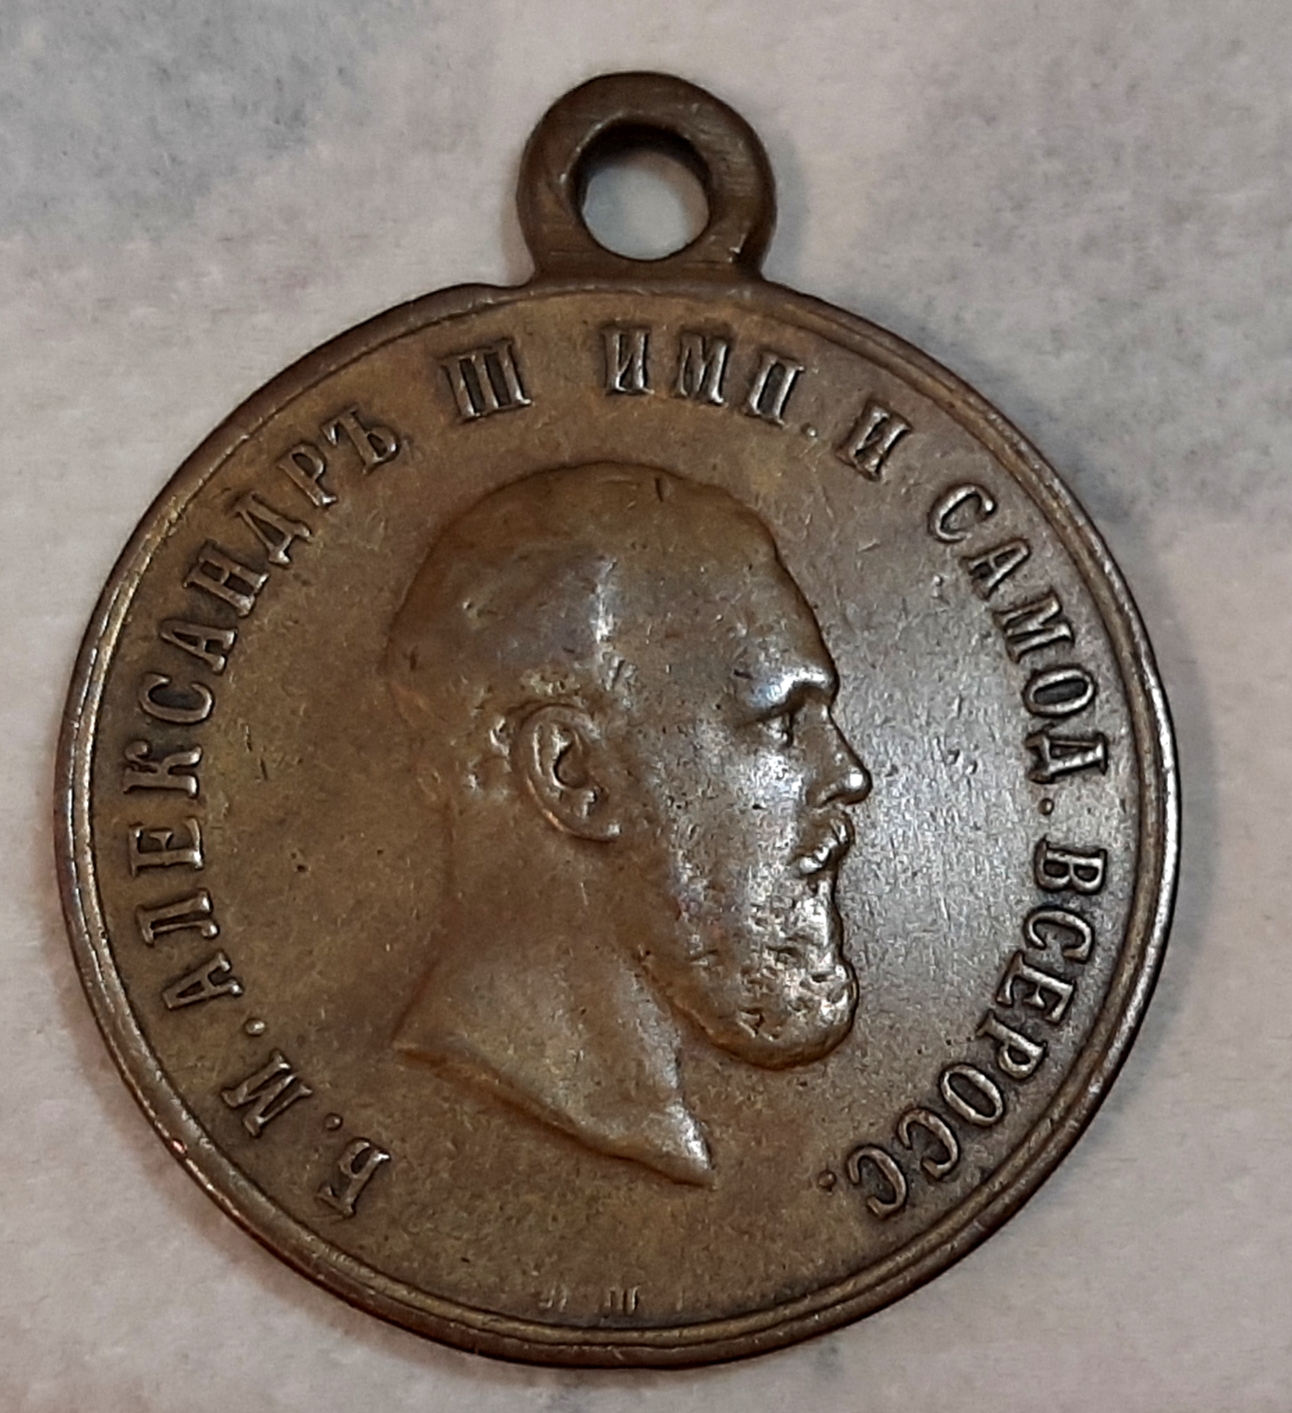 Б. М. АЛЕКСАНДРЪ III ИМП. И САМОД. ВСЕРОСС.